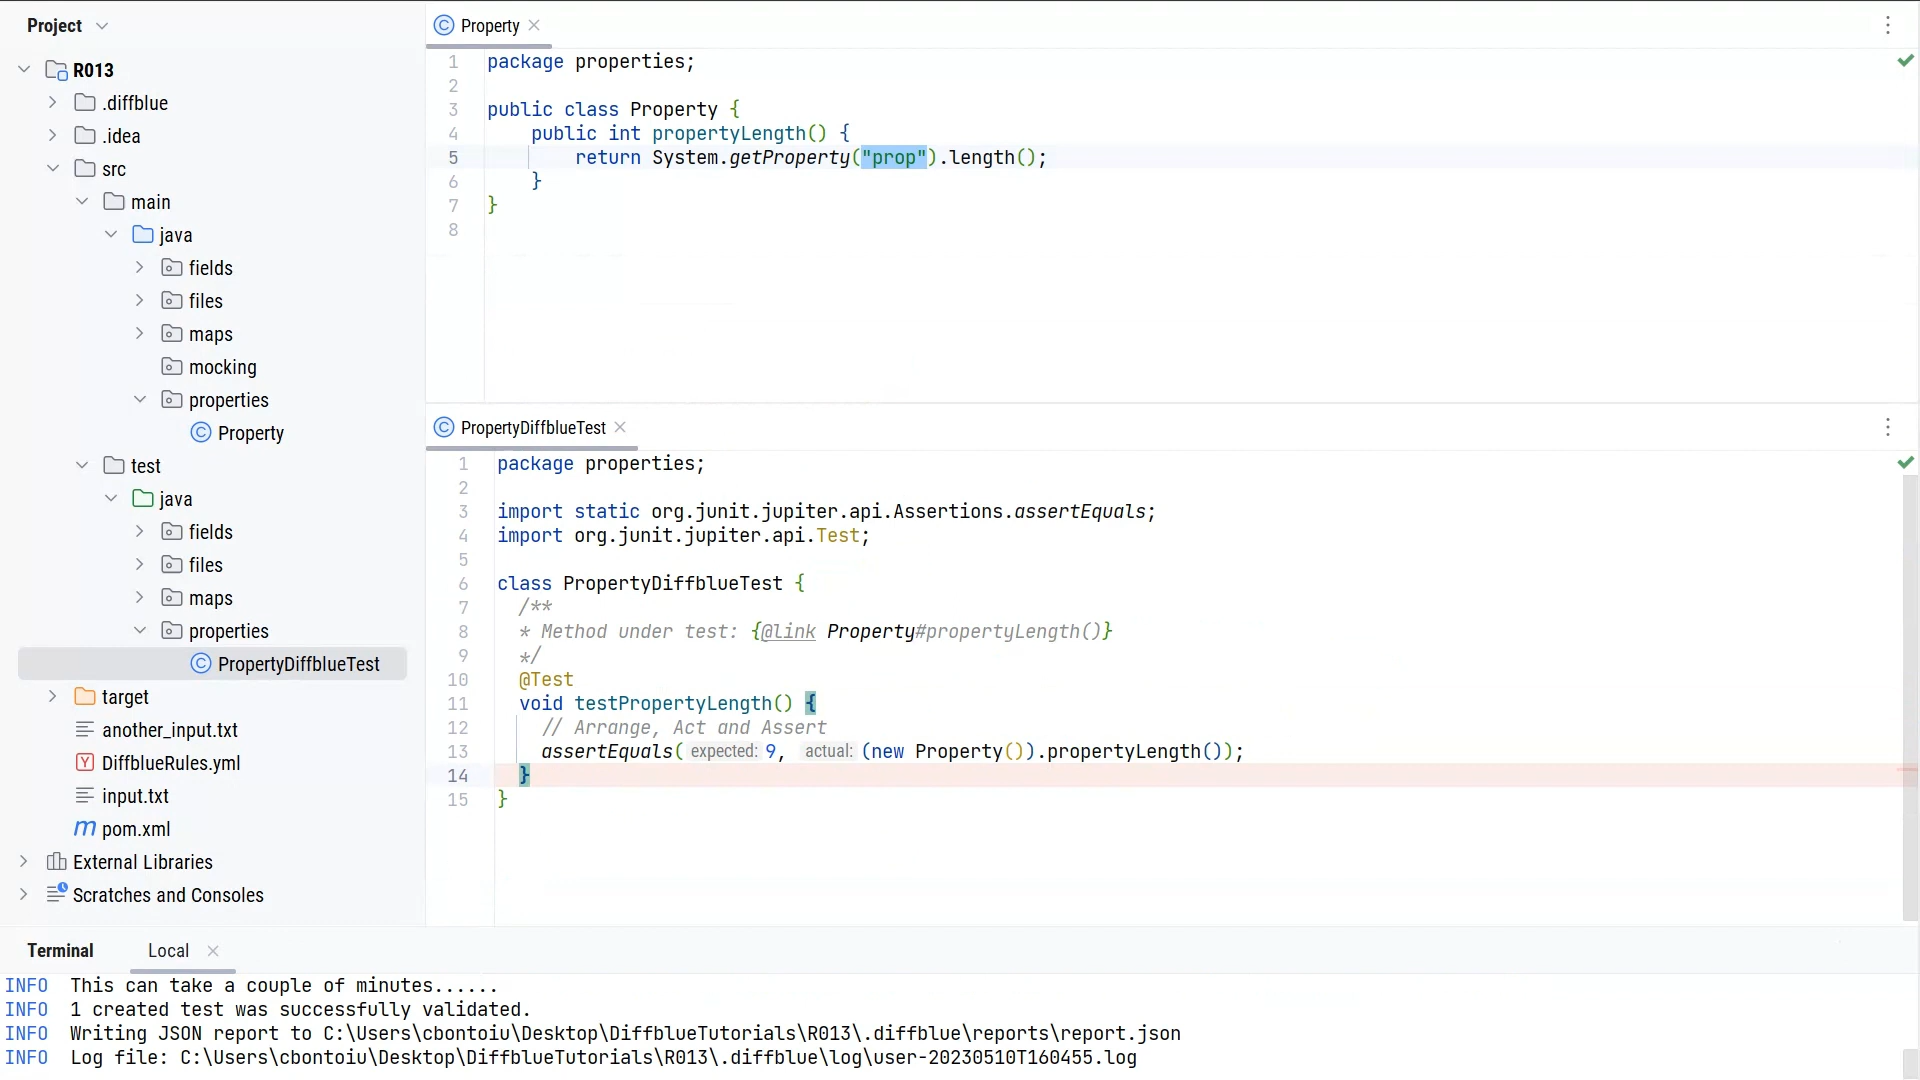 Project
R013
.diffblue
.idea
src
main
java
fields
files
maps
mocking
properties
Property
test
java
fields
files
maps
properties
PropertyDiffblueTest
target
another_input.txt
DiffblueRules.yml
input.txt
pom.xml
External Libraries
Scratches and Consoles
Property
1 package properties;
2
3 public class Property {
4 public int propertyLength() {
5 return System.getProperty("prop").length();
6 }
7 }
8
PropertyDiffblueTest
1 package properties;
2
3 import static org.junit.jupiter.api.Assertions.assertEquals;
4 import org.junit.jupiter.api.Test;
5
6 class PropertyDiffblueTest {
7 /**
8 * Method under test: {@link Property#propertyLength()}
9 */
10 @Test
11 void testPropertyLength() {
12 // Arrange, Act and Assert
13 assertEquals( expected: 9, actual: (new Property()).propertyLength());
14 }
15 }
Terminal Local
INFO This can take a couple of minutes......
INFO 1 created test was successfully validated.
INFO Writing JSON report to C:\Users\cbontoiu\Desktop\DiffblueTutorials\R013\.diffblue\reports\report.json
INFO Log file: C:\Users\cbontoiu\Desktop\DiffblueTutorials\R013\.diffblue\log\user-20230510T160455.log